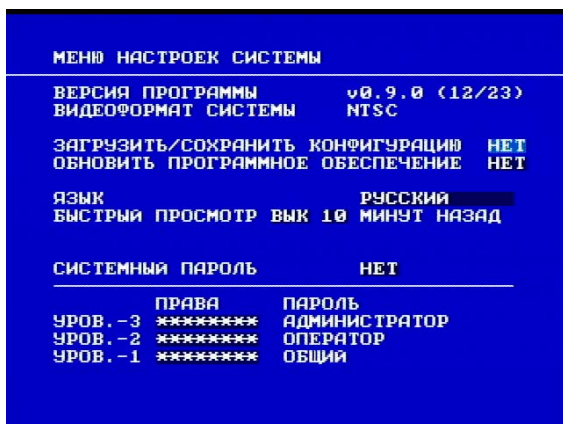 МЕНЮ НАСТРОЕК СИСТЕМЫ
ВЕРСИЯ ПРОГРАММЫ v0.9.0 (12/23)
ВИДЕОФОРМАТ СИСТЕМЫ NTSC
ЗАГРУЗИТЬ/СОХРАНИТЬ КОНФИГУРАЦИЮ НЕТ
ОБНОВИТЬ ПРОГРАММНОЕ ОБЕСПЕЧЕНИЕ НЕТ
ЯЗЫК РУССКИЙ
БЫСТРЫЙ ПРОСМОТР ВЫК 10 МИНУТ НАЗАД
СИСТЕМНЫЙ ПАРОЛЬ НЕТ
ПРАВА ПАРОЛЬ
УРОВ.-3 ******** АДМИНИСТРАТОР
УРОВ.-2 ******** ОПЕРАТОР
УРОВ.-1 ******** ОБЩИЙ